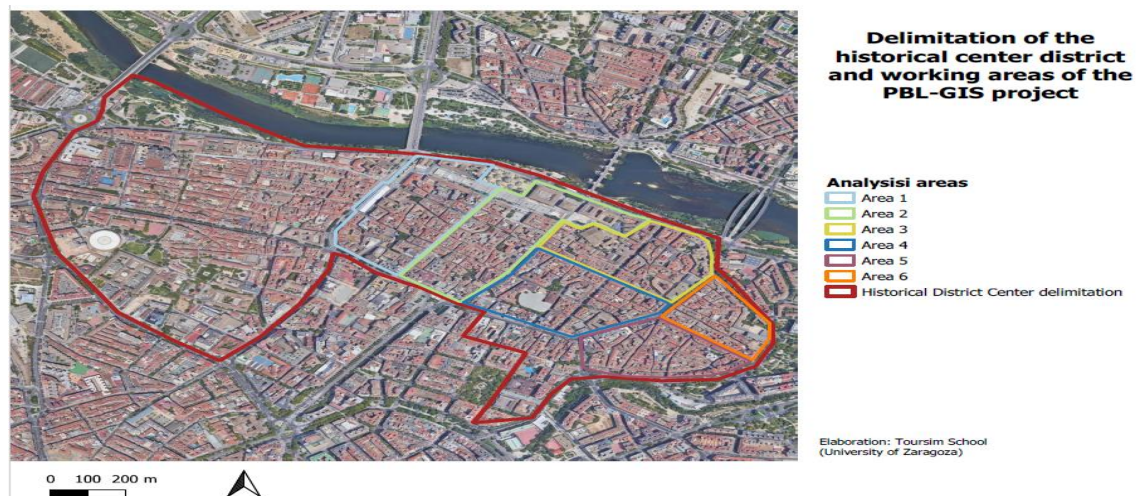 Delimitation of the
historical center district
and working areas of the
PBL-GIS project
Analysisi areas
Area 1
Area 2
Area 3
Area 4
Area 5
Area 6
Historical District Center delimitation
Elaboration: Toursim School
(University of Zaragoza)
0 100 200 m